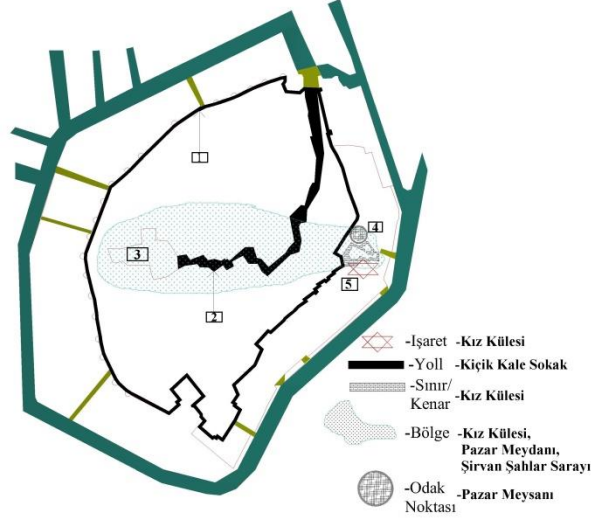 1
4
3
5
2
-Işaret -Kız Külesi
-Yoll -Kiçik Kale Sokak
-Sınır/
Kenar -Kız Külesi
-Bölge -Kız Külesi,
Pazar Meydanı,
Şirvan Şahlar Sarayı
-Odak
Noktası -Pazar Meysanı